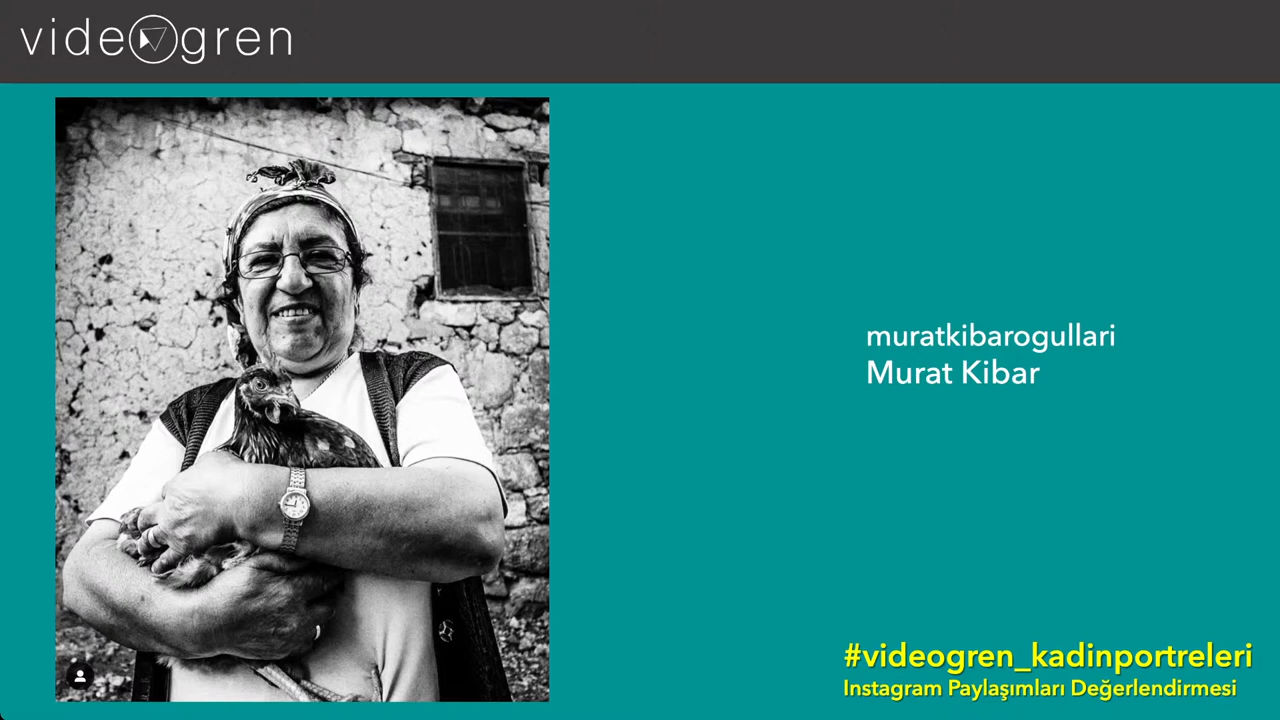 videogren
muratkibarogullari
Murat Kibar
#videogren_kadinportreleri
Instagram Paylaşımları Değerlendirmesi